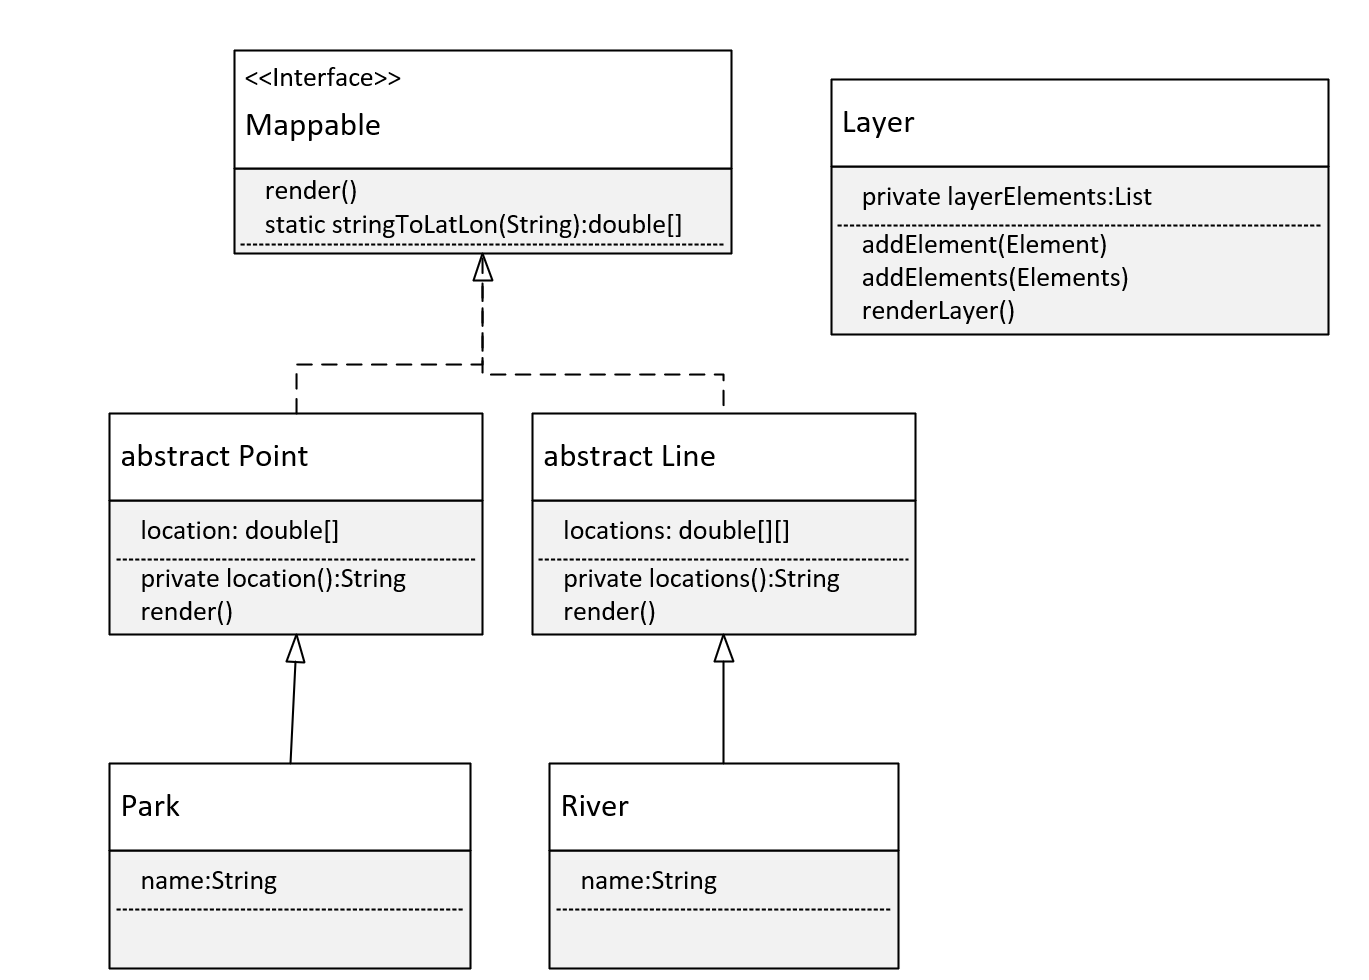 <<Interface>>
Mappable
render()
static stringToLatLon(String):double[]
Layer
private layerElements:List
addElement(Element)
addElements(Elements)
renderLayer()
abstract Point
location: double[]
private location():String
render()
abstract Line
locations: double[][]
private locations():String
render()
Park
name:String
River
name:String